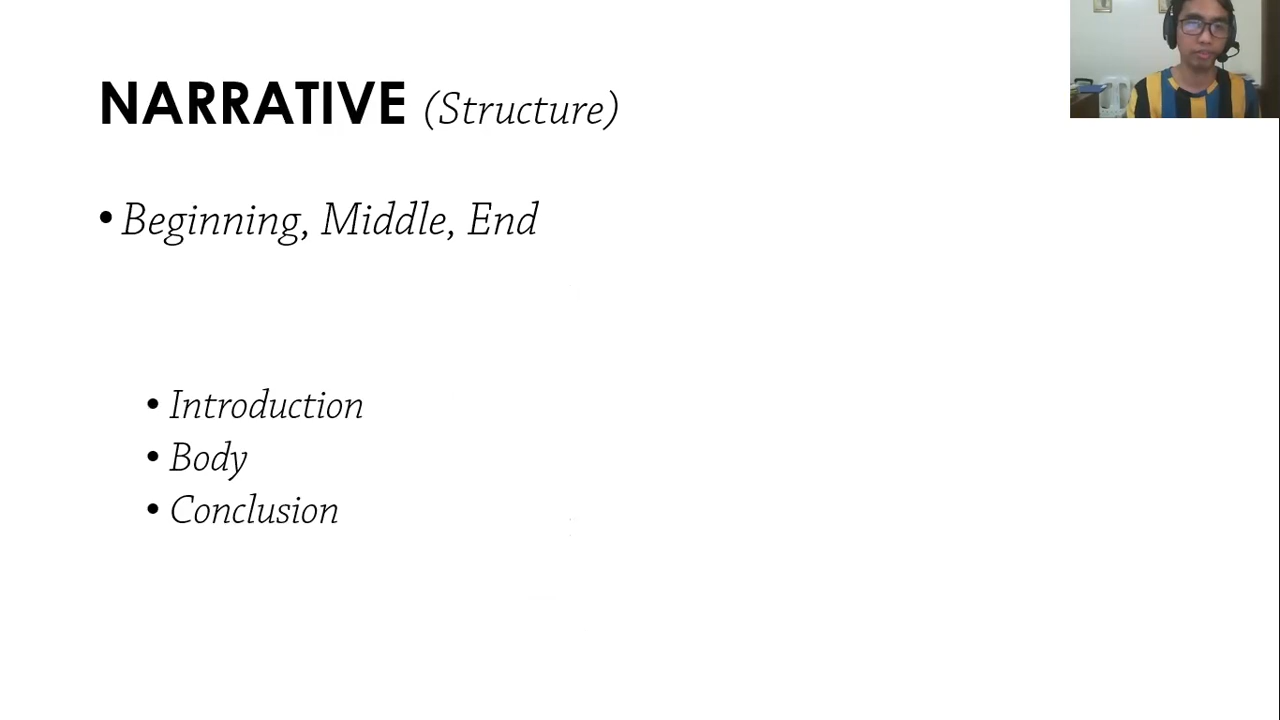 NARRATIVE (Structure)
• Beginning, Middle, End
• Introduction
• Body
• Conclusion